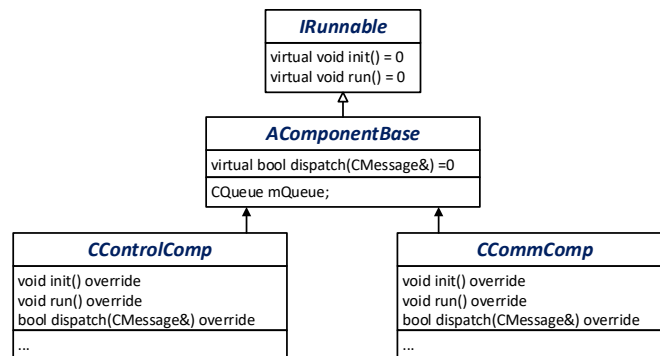 IRunnable
virtual void init() = 0
virtual void run() = 0
AComponentBase
virtual bool dispatch(CMessage&) =0
CQueue mQueue;
CControlComp
void init() override
void run() override
bool dispatch(CMessage&) override
...
CCommComp
void init() override
void run() override
bool dispatch(CMessage&) override
...